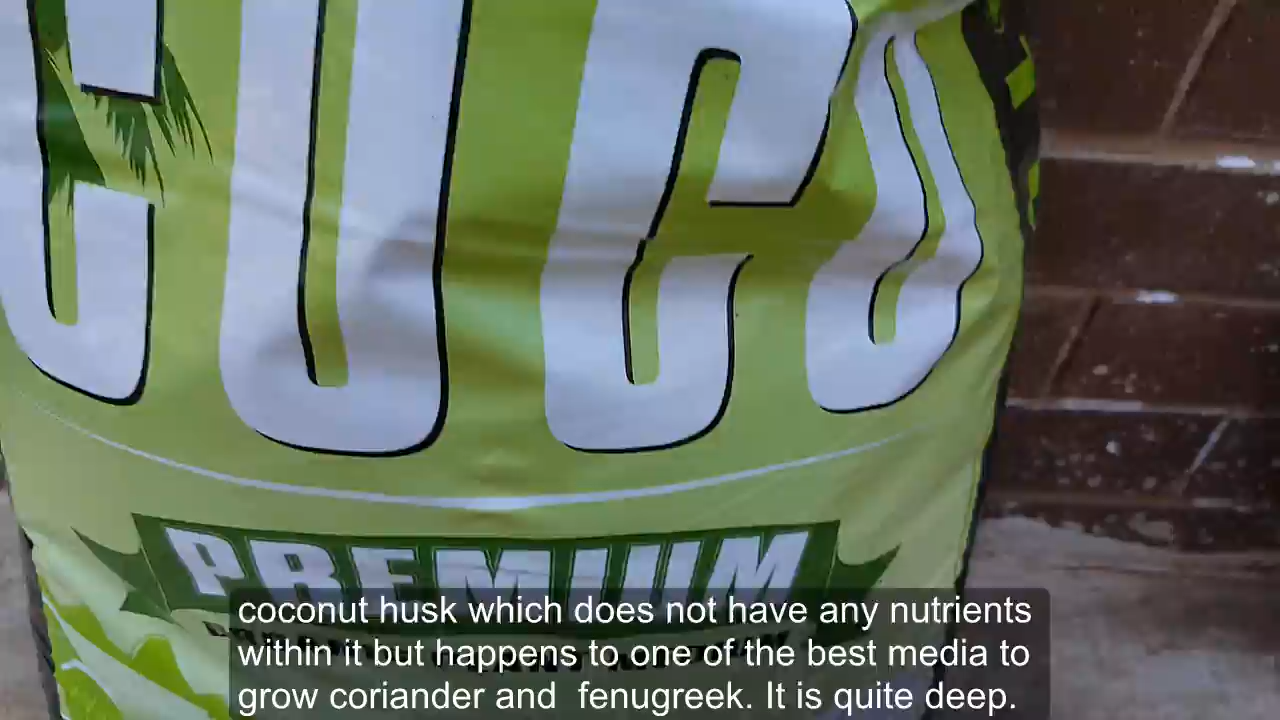 COCO
PREMIUM
coconut husk which does not have any nutrients
within it but happens to one of the best media to
grow coriander and  fenugreek. It is quite deep.